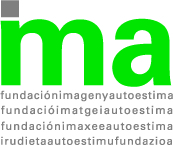 ima
fundaciónimagenyautoestima
fundacióimatgeiautoestima
fundaciónimaxeeautoestima
irudietaautoestimufundazioa